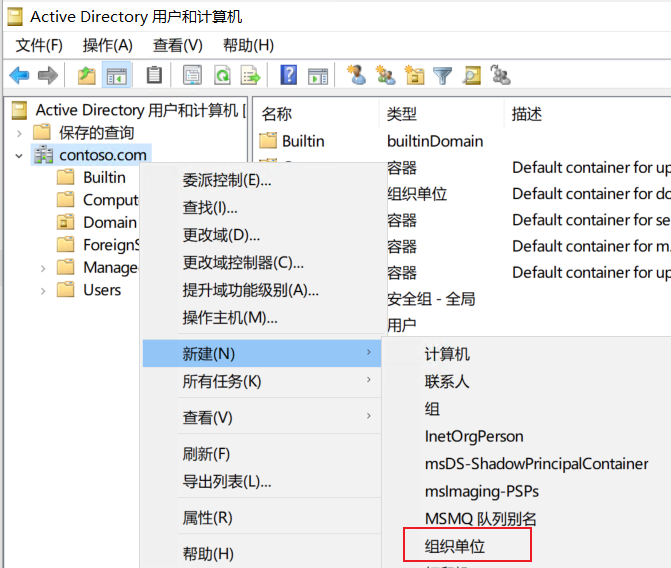 Active Directory 用户和计算机
文件(F) 操作(A) 查看(V) 帮助(H)
Active Directory 用户和计算机 [
保存的查询
contoso.com
Builtin
Comput
Domain
ForeignS
Manage
Users
名称 类型 描述
Builtin builtinDomain
容器 Default container for up
组织单位 Default container for do
容器 Default container for se
容器 Default container for m
容器 Default container for up
安全组 - 全局
用户
委派控制(E)...
查找(I)...
更改域(D)...
更改域控制器(C)...
提升域功能级别(A)...
操作主机(M)...
新建(N)
所有任务(K)
查看(V)
刷新(F)
导出列表(L)...
属性(R)
帮助(H)
计算机
联系人
组
InetOrgPerson
msDS-ShadowPrincipalContainer
msImaging-PSPs
MSMQ 队列别名
组织单位